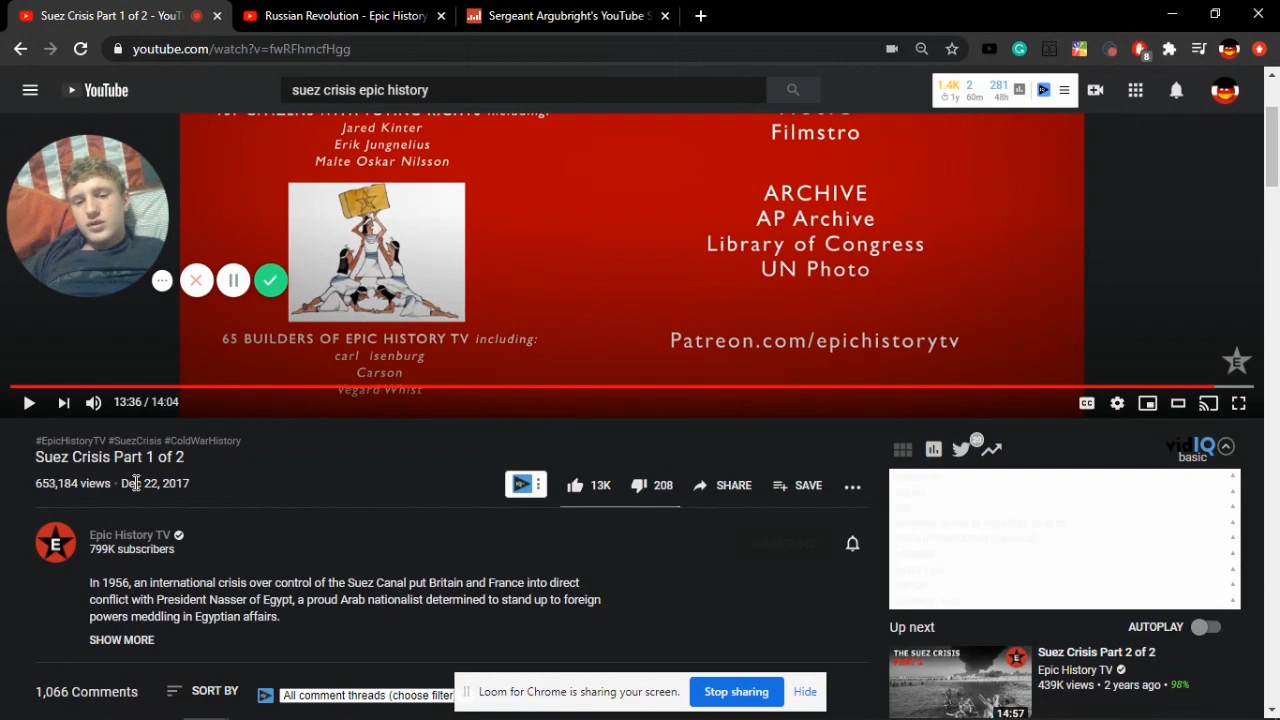 Suez Crisis Part 1 of 2 - YouT
Russian Revolution - Epic History
Sergeant Argubright's YouTube S
youtube.com/watch?v=fwRFhmcfHgg
8
YouTube
suez crisis epic history
1.4K 2 281
1y 60m 48h
Jared Kinter
Erik Jungnelius
Malte Oskar Nilsson
65 BUILDERS OF EPIC HISTORY TV including:
carl isenburg
Carson
Vegard Whist
Filmstro
ARCHIVE
AP Archive
Library of Congress
UN Photo
Patreon.com/epichistorytv
E
13:36 / 14:04
CC
#EpicHistoryTV #SuezCrisis #ColdWarHistory
Suez Crisis Part 1 of 2
653,184 views · Dec 22, 2017
13K 208 SHARE SAVE
E
Epic History TV
799K subscribers
In 1956, an international crisis over control of the Suez Canal put Britain and France into direct
conflict with President Nasser of Egypt, a proud Arab nationalist determined to stand up to foreign
powers meddling in Egyptian affairs.
SHOW MORE
1,066 Comments SORT BY All comment threads (choose filter
20
vidIQ
basic
Up next AUTOPLAY
THE SUEZ CRISIS
PART 2
E
14:57
Suez Crisis Part 2 of 2
Epic History TV
439K views • 2 years ago • 98%
Loom for Chrome is sharing your screen. Stop sharing Hide